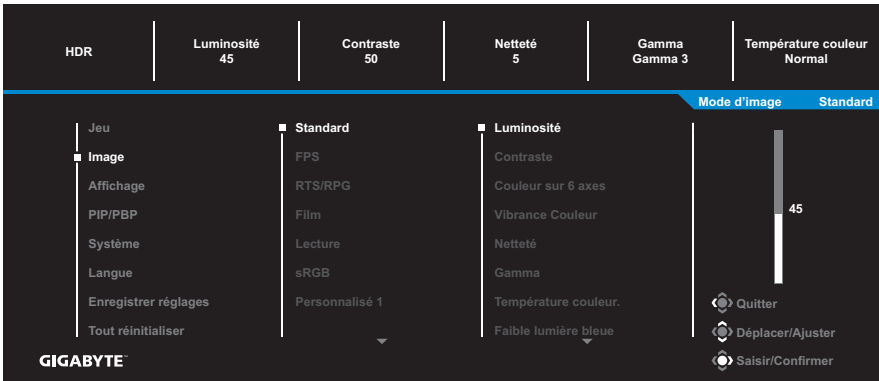 HDR
Luminosité
45
Contraste
50
Netteté
5
Gamma
Gamma 3
Température couleur
Normal
Mode d'image Standard
Jeu
Image
Affichage
PIP/PBP
Système
Langue
Enregistrer réglages
Tout réinitialiser
Standard
FPS
RTS/RPG
Film
Lecture
sRGB
Personnalisé 1
Luminosité
Contraste
Couleur sur 6 axes
Vibrance Couleur
Netteté
Gamma
Température couleur.
Faible lumière bleue
45
Quitter
Déplacer/Ajuster
Saisir/Confirmer
GIGABYTE™